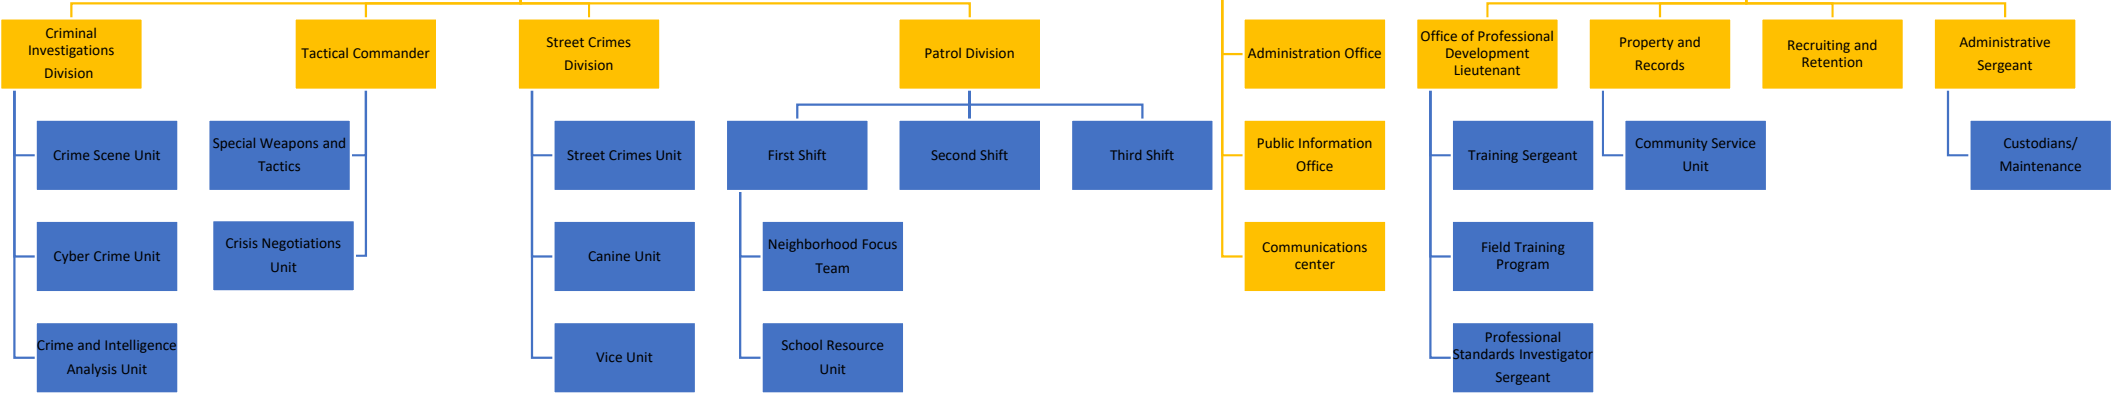 Criminal
Investigations
Division
Tactical Commander
Street Crimes
Division
Patrol Division
Administration Office
Office of Professional
Development
Lieutenant
Property and
Records
Recruiting and
Retention
Administrative
Sergeant
Crime Scene Unit
Special Weapons and
Tactics
Street Crimes Unit
First Shift
Second Shift
Third Shift
Public Information
Office
Training Sergeant
Community Service
Unit
Custodians/
Maintenance
Cyber Crime Unit
Crisis Negotiations
Unit
Canine Unit
Neighborhood Focus
Team
Communications
center
Field Training
Program
Crime and Intelligence
Analysis Unit
Vice Unit
School Resource
Unit
Professional
Standards Investigator
Sergeant